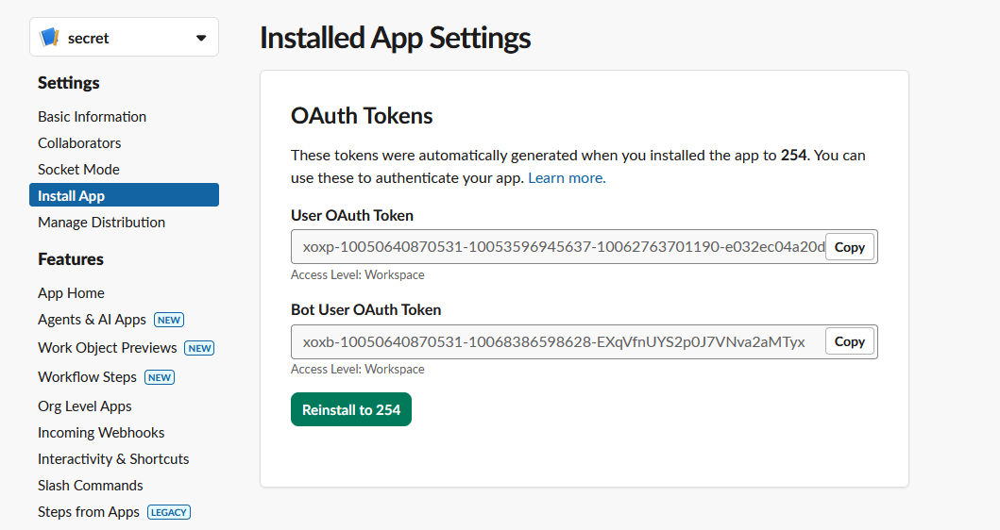 secret
Settings
Basic Information
Collaborators
Socket Mode
Install App
Manage Distribution
Features
App Home
Agents & AI Apps NEW
Work Object Previews NEW
Workflow Steps NEW
Org Level Apps
Incoming Webhooks
Interactivity & Shortcuts
Slash Commands
Steps from Apps LEGACY
Installed App Settings
OAuth Tokens
These tokens were automatically generated when you installed the app to 254. You can
use these to authenticate your app. Learn more.
User OAuth Token
xoxp-10050640870531-10053596945637-10062763701190-e032ec04a20d Copy
Access Level: Workspace
Bot User OAuth Token
xoxb-10050640870531-10068386598628-EXqVfnUYS2p0J7VNva2aMTyx Copy
Access Level: Workspace
Reinstall to 254